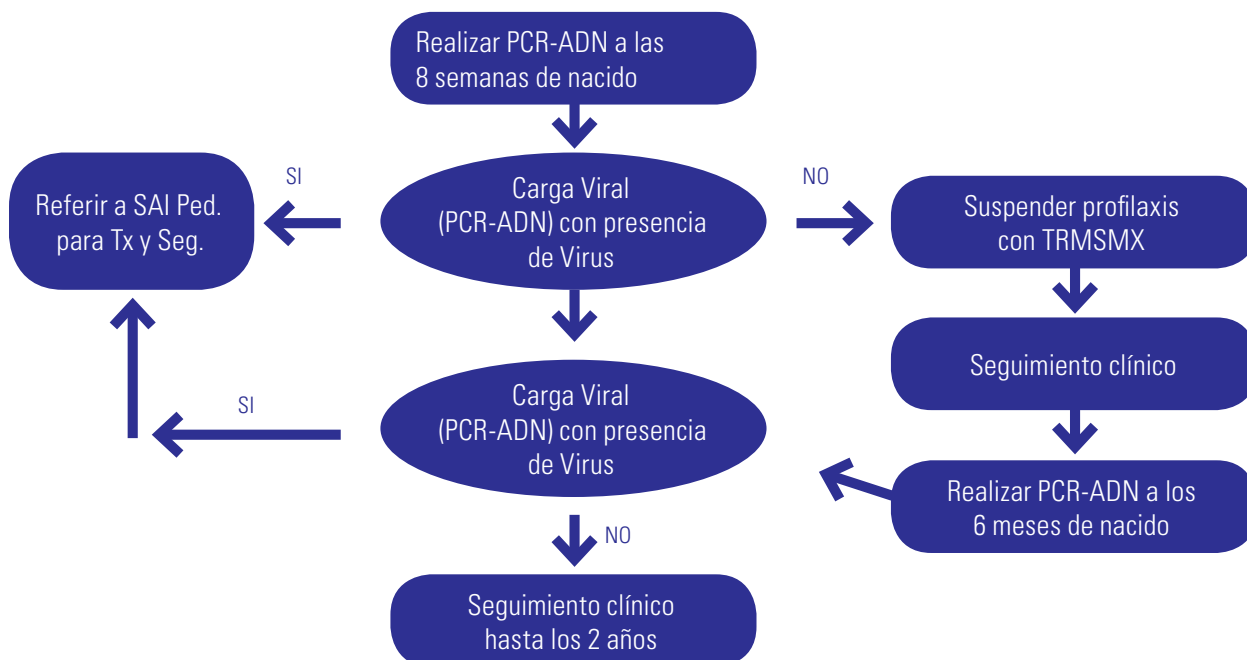 Realizar PCR-ADN a las
8 semanas de nacido
SI
Carga Viral
(PCR-ADN) con presencia
de Virus
NO
Referir a SAI Ped.
para Tx y Seg.
Suspender profilaxis
con TRMSMX
Seguimiento clínico
SI
Carga Viral
(PCR-ADN) con presencia
de Virus
Realizar PCR-ADN a los
6 meses de nacido
NO
Seguimiento clínico
hasta los 2 años